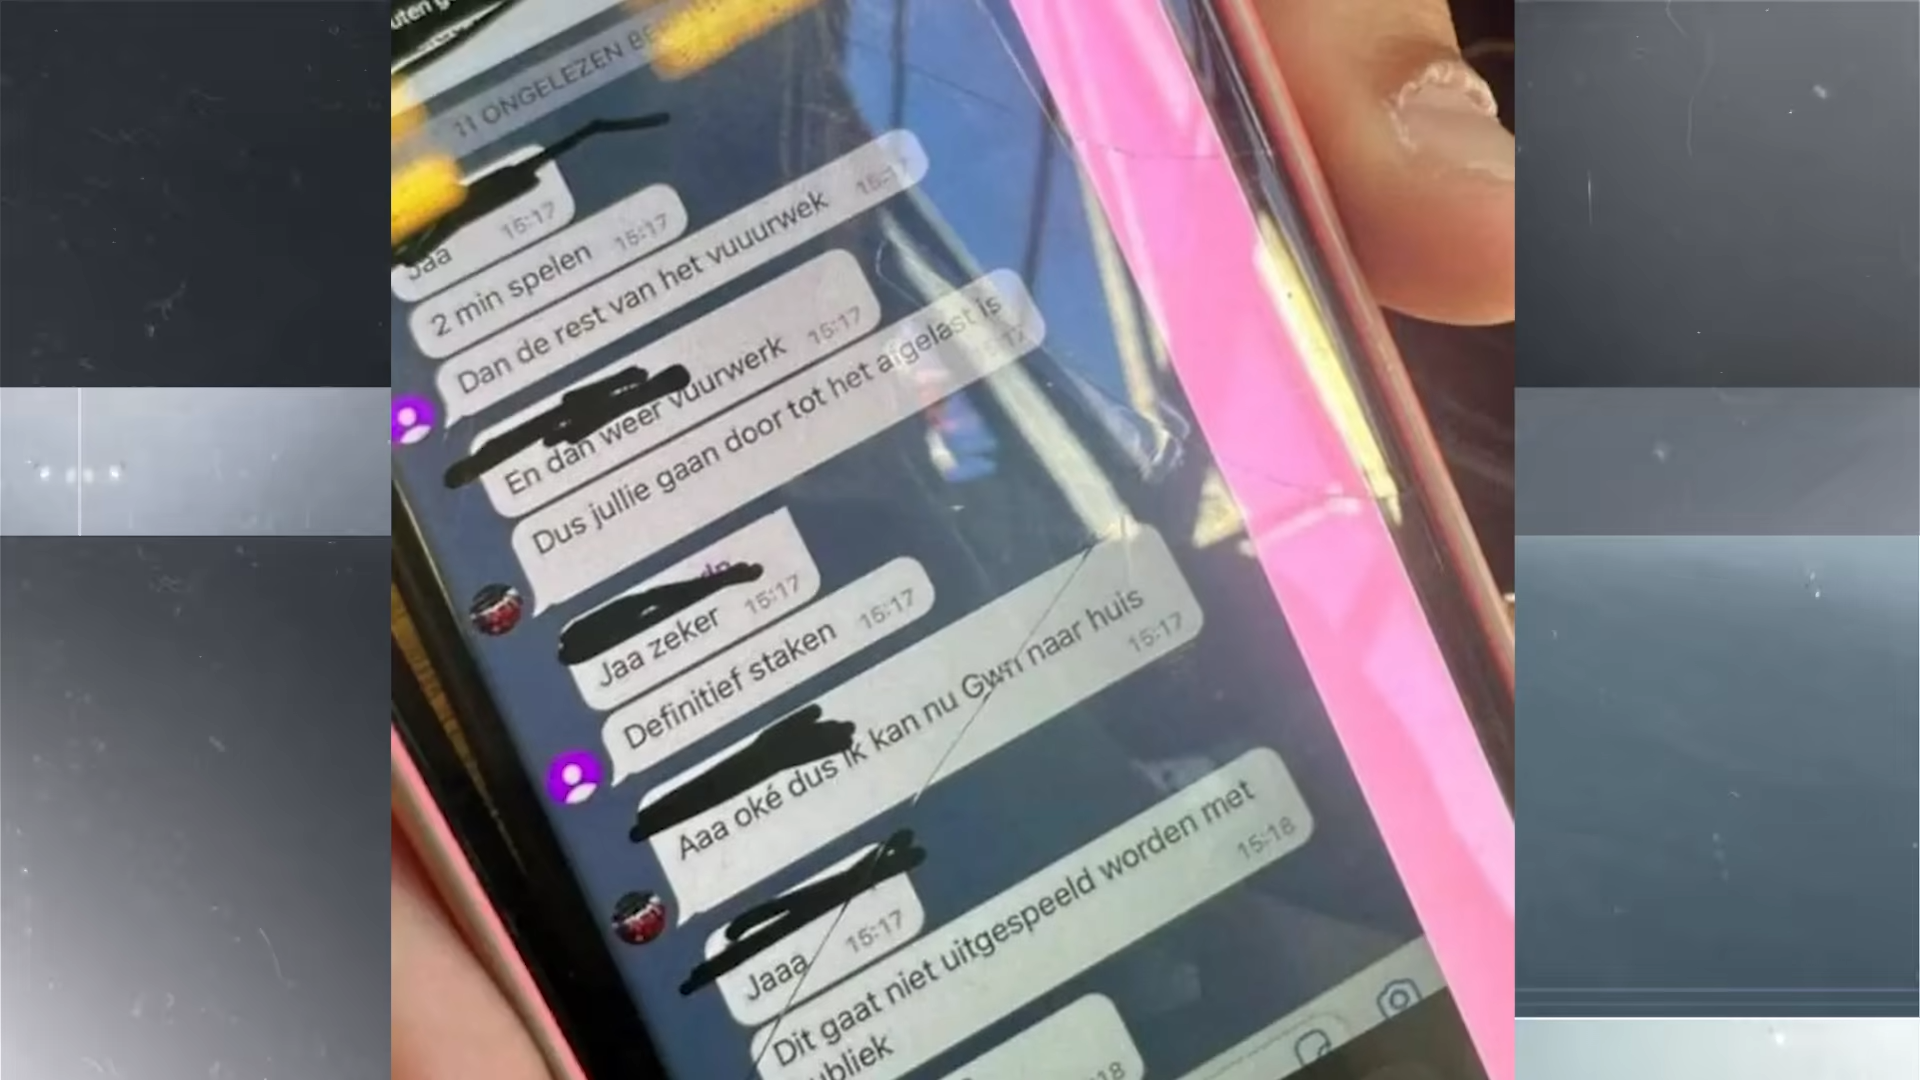 11 ONGELEZEN BE
Jaa 15:17
2 min spelen 15:17
Dan de rest van het vuuurwek
En dan weer vuurwerk 15:17
Dus jullie gaan door tot het afgelast is
Jaa zeker 15:17
Definitief staken 15:17
Aaa oké dus ik kan nu Gwn naar huis
15:17
Jaaa 15:17
Dit gaat niet uitgespeeld worden met
15:18
ubliek